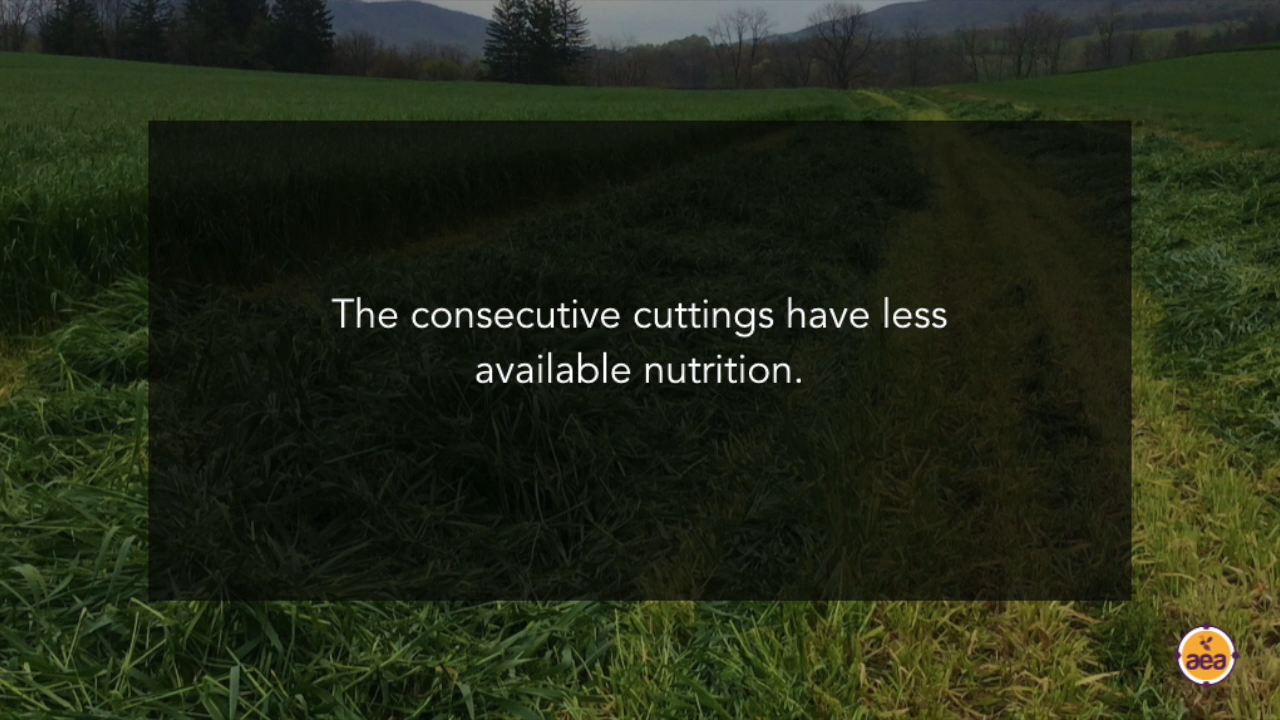 The consecutive cuttings have less
available nutrition.
aea